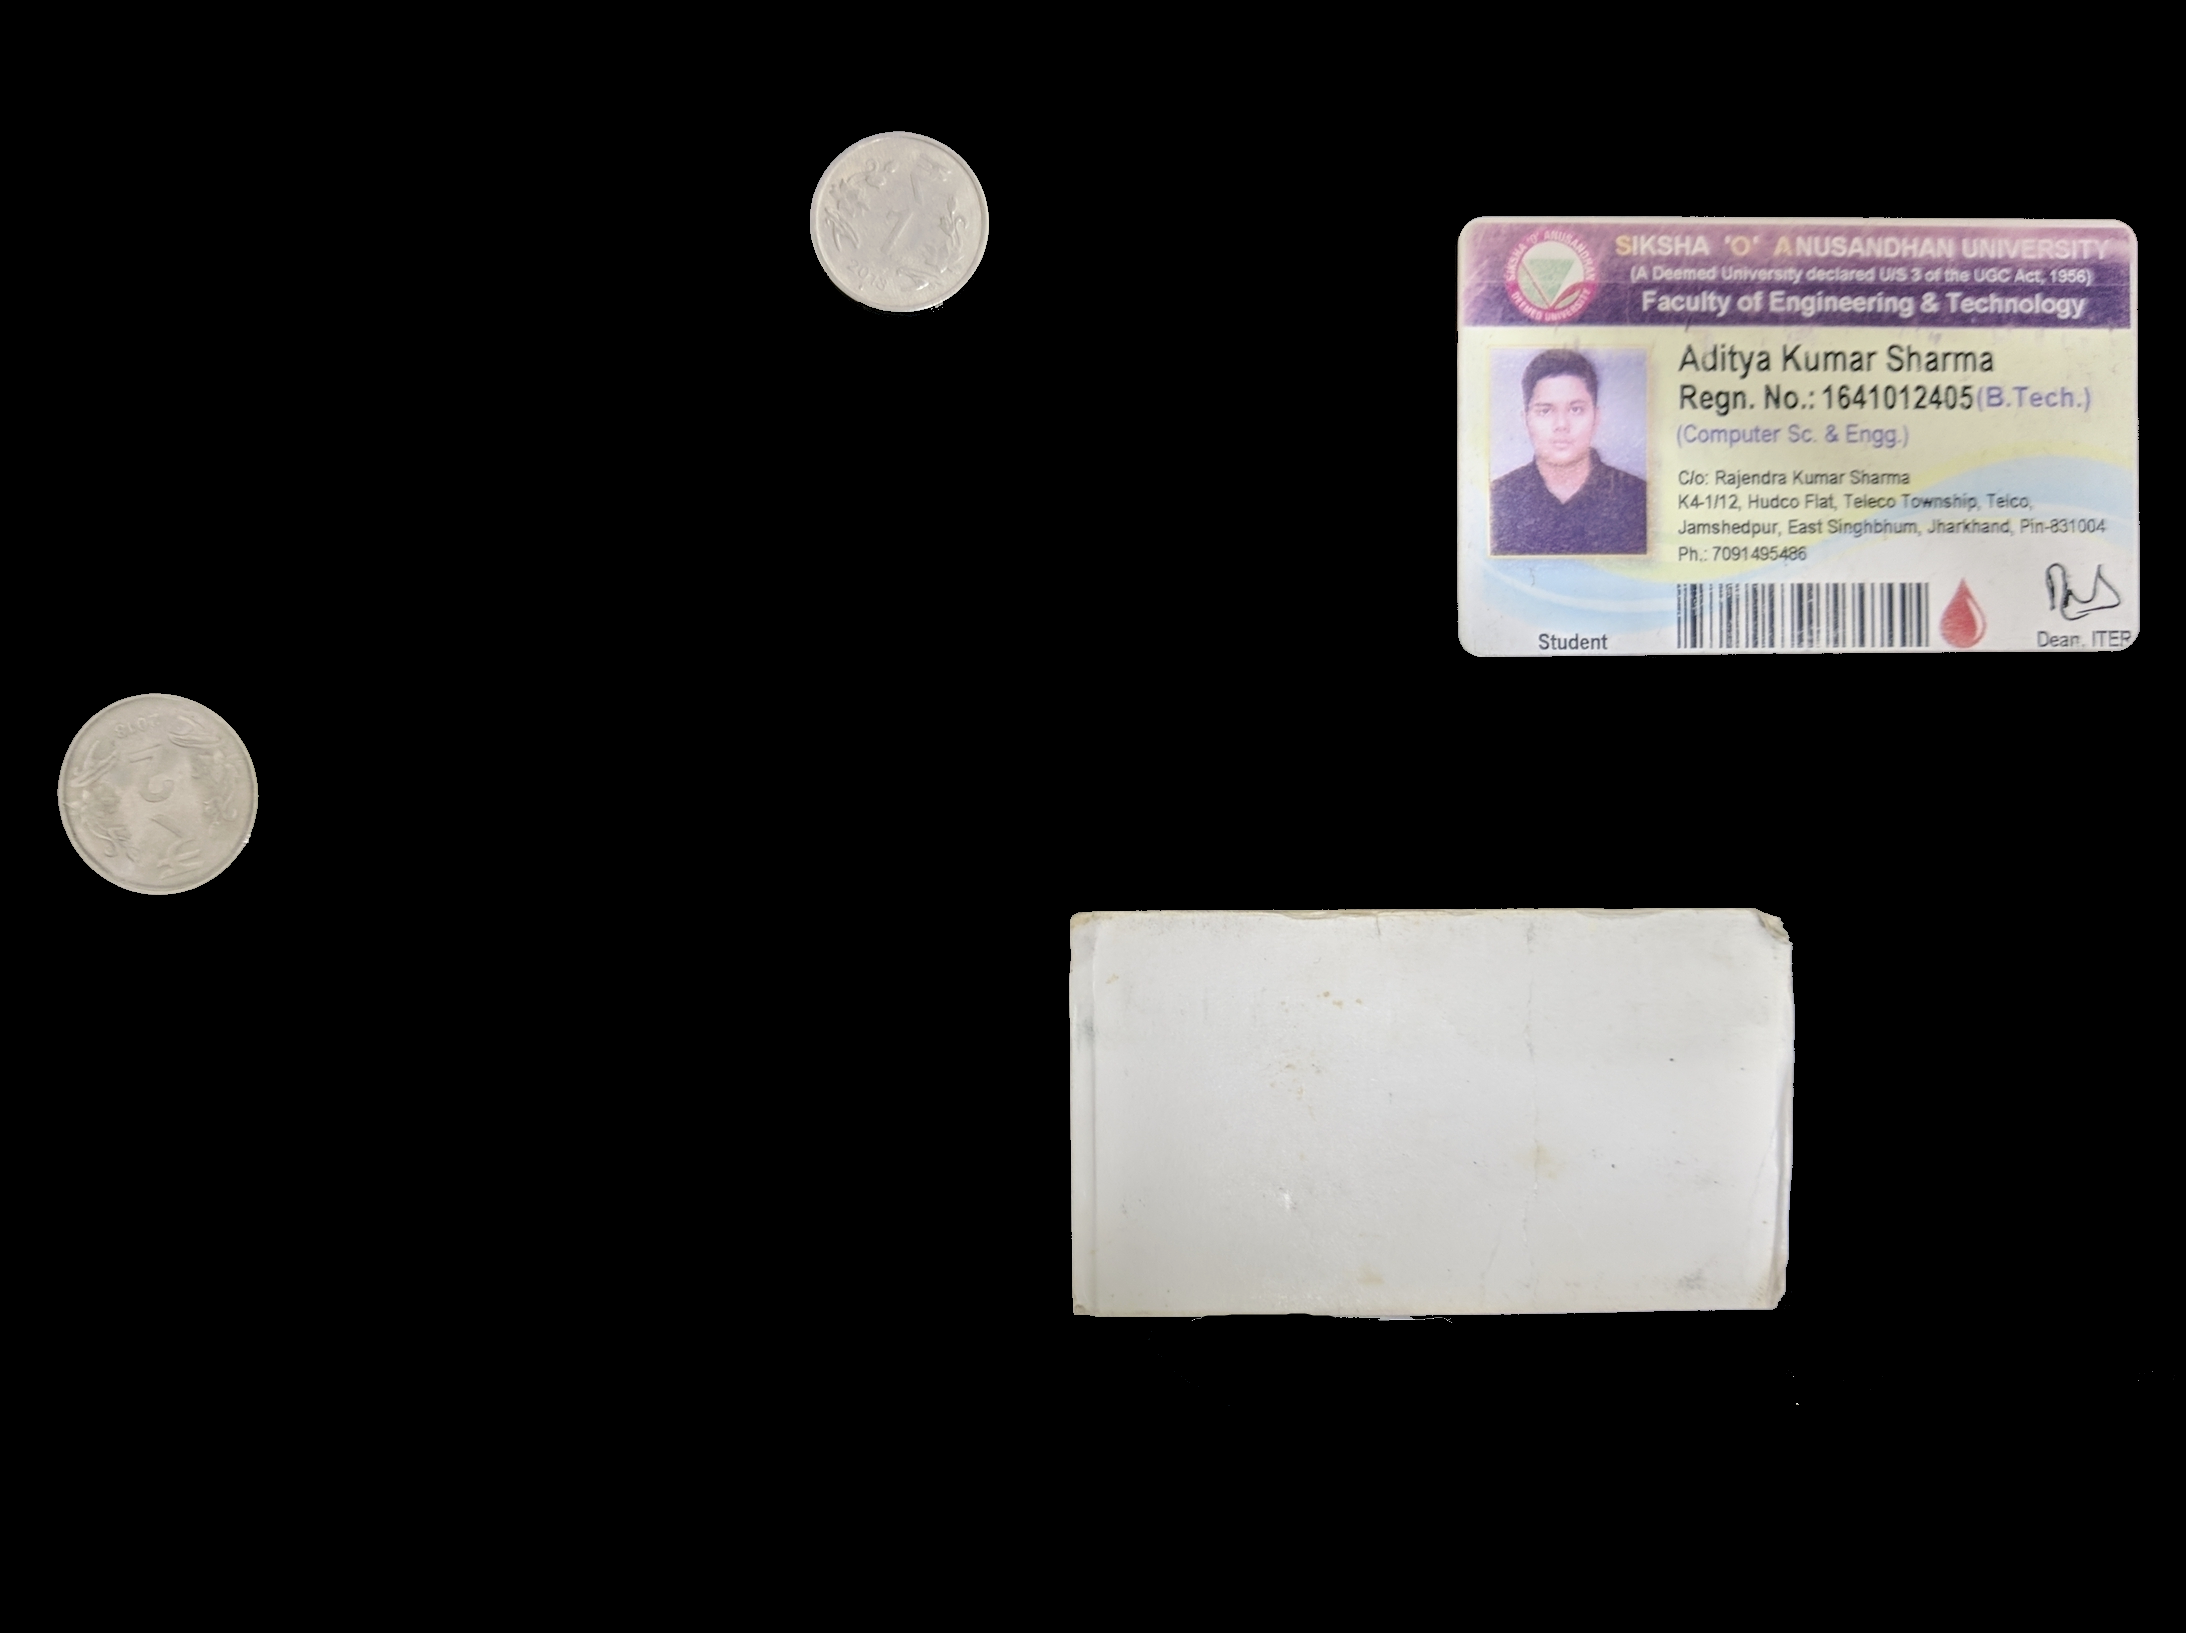 2018
1
₹
SIKSHA 'O' ANUSANDHAN UNIVERSITY
(A Deemed University declared U/S 3 of the UGC Act, 1956)
Faculty of Engineering & Technology
SIKSHA 'O' ANUSANDHAN
DEEMED UNIVERSITY
Aditya Kumar Sharma
Regn. No.: 1641012405(B.Tech.)
(Computer Sc. & Engg.)
C/o: Rajendra Kumar Sharma
K4-1/12, Hudco Flat, Teleco Township, Telco,
Jamshedpur, East Singhbhum, Jharkhand, Pin-831004
Ph.: 7091495486
Student
Dean, ITER
₹
2